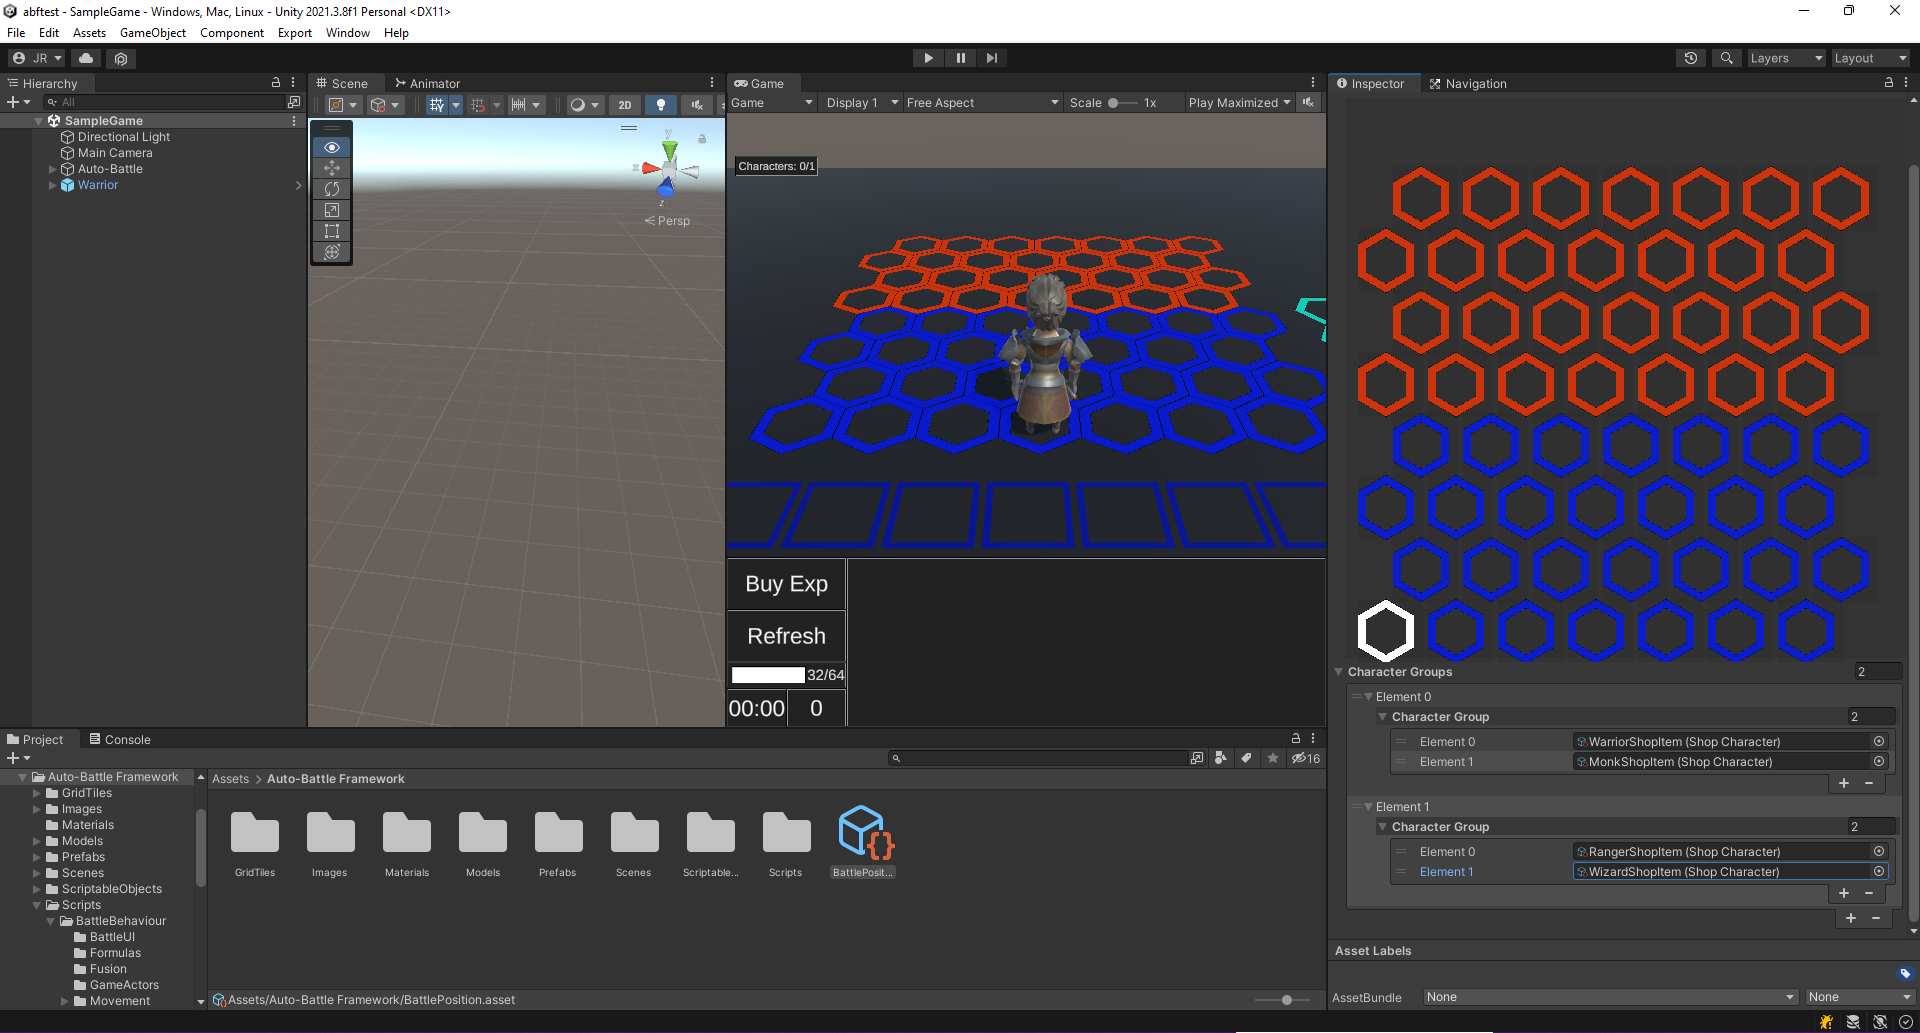 abftest - SampleGame - Windows, Mac, Linux - Unity 2021.3.8f1 Personal <DX11>
File Edit Assets GameObject Component Export Window Help
JR Layers Layout
Hierarchy
All
SampleGame
Directional Light
Main Camera
Auto-Battle
Warrior
Scene Animator
2D
y
x
z
Persp
Game
Game Display 1 Free Aspect Scale 1x Play Maximized
Characters: 0/1
Buy Exp
Refresh
32/64
00:00 0
Inspector Navigation
Character Groups 2
Element 0
Character Group 2
Element 0 WarriorShopItem (Shop Character)
Element 1 MonkShopItem (Shop Character)
+ -
Element 1
Character Group 2
Element 0 RangerShopItem (Shop Character)
Element 1 WizardShopItem (Shop Character)
+ -
+ -
Asset Labels
AssetBundle None None
Project Console
16
Auto-Battle Framework
GridTiles
Images
Materials
Models
Prefabs
Scenes
ScriptableObjects
Scripts
BattleBehaviour
BattleUI
Formulas
Fusion
GameActors
Movement
Assets > Auto-Battle Framework
GridTiles Images Materials Models Prefabs Scenes Scriptable... Scripts BattlePosit...
Assets/Auto-Battle Framework/BattlePosition.asset